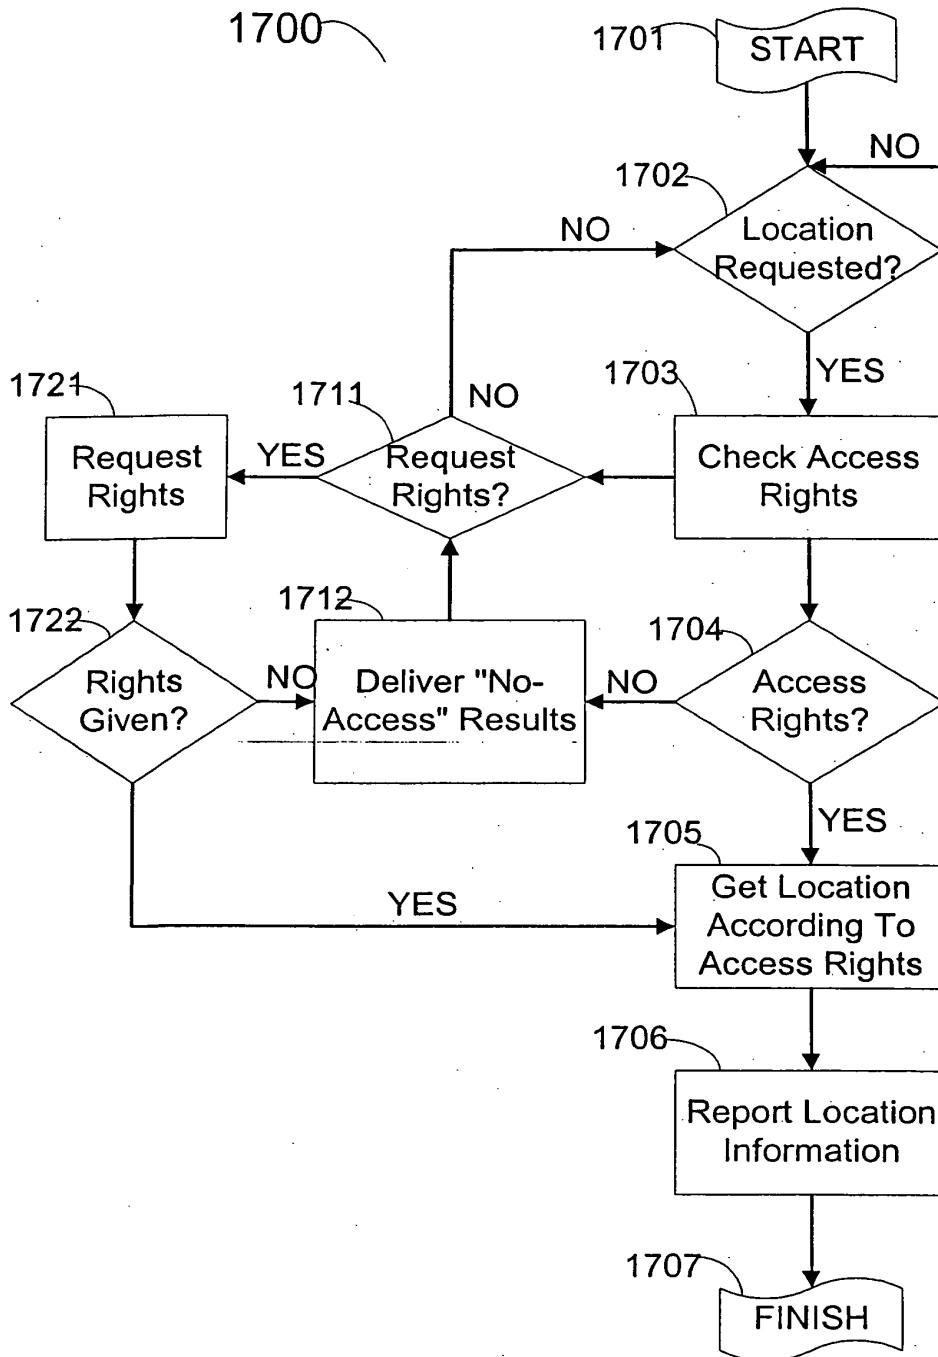 1700
1701
START
NO
1702
NO
Location
Requested?
YES
1703
1721
1711
NO
YES
Request
Rights
Request
Rights?
Check Access
Rights
1722
1712
1704
Rights
Given?
NO
Deliver "No-
Access" Results
NO
Access
Rights?
YES
1705
YES
Get Location
According To
Access Rights
1706
Report Location
Information
1707
FINISH